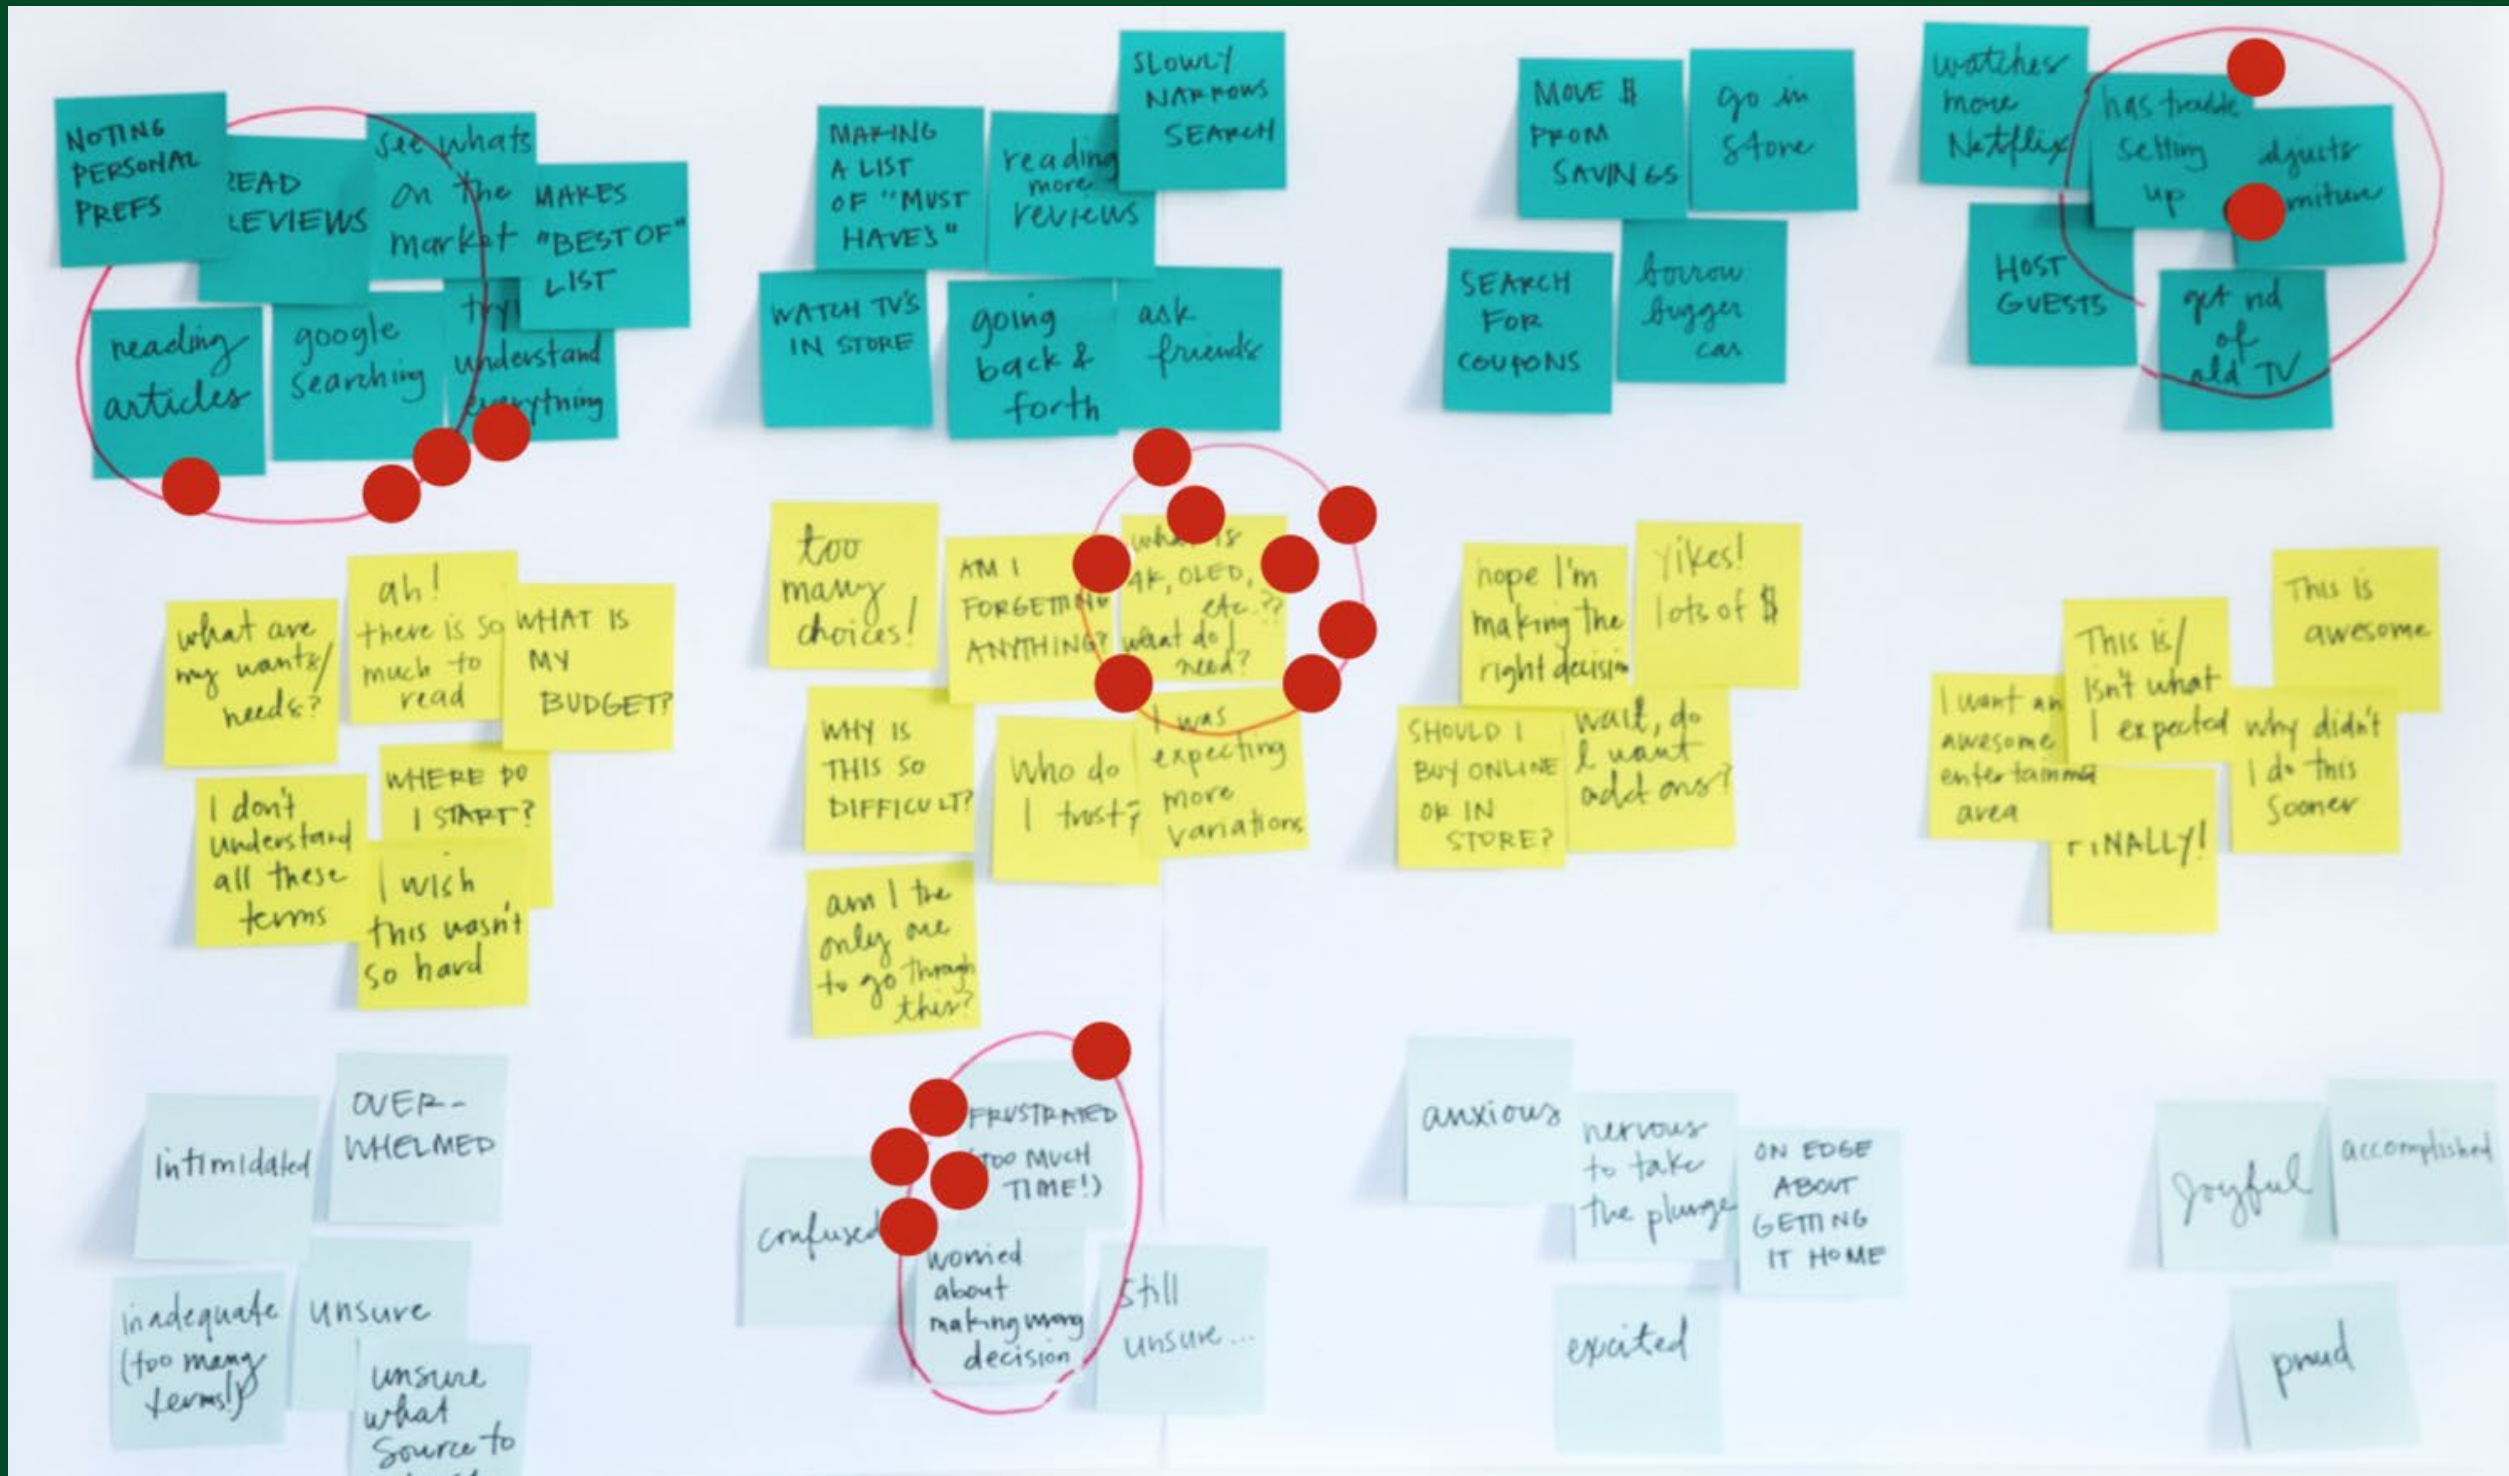 NOTING
PERSONAL
PREFS
READ
REVIEWS
see whats
on the
market
MAKES
"BEST OF"
LIST
reading
articles
google
searching
understand
everything
MAKING
A LIST
OF "MUST
HAVE'S"
reading
more
reviews
SLOWLY
NARROWS
SEARCH
WATCH TV'S
IN STORE
going
back &
forth
ask
friends
MOVE $
FROM
SAVINGS
go in
store
SEARCH
FOR
COUPONS
borrow
bigger
car
watches
more
Netflix
has trouble
setting
up
HOST
GUESTS
get rid
of
old TV
what are
my wants/
needs?
ah!
there is so
much to
read
WHAT IS
MY
BUDGET?
I don't
understand
all these
terms
WHERE DO
I START?
I wish
this wasn't
so hard
too
many
choices!
AM I
FORGETTING
ANYTHING?
what is
4K, OLED,
etc.??
what do I
need?
WHY IS
THIS SO
DIFFICULT?
Who do
I trust?
I was
expecting
more
variations
am I the
only one
to go through
this?
hope I'm
making the
right decision
yikes!
lots of $
SHOULD I
BUY ONLINE
OR IN
STORE?
wait, do
I want
add ons?
This is
awesome
This is/
isn't what
I expected
I want an
awesome
entertainment
area
why didn't
I do this
sooner
FINALLY!
intimidated
OVER-
WHELMED
inadequate
(too many
terms!)
unsure
unsure
what
source to
confused
FRUSTRATED
(TOO MUCH
TIME!)
worried
about
making wrong
decision
still
unsure...
anxious
nervous
to take
the plunge
ON EDGE
ABOUT
GETTING
IT HOME
excited
joyful
accomplished
proud